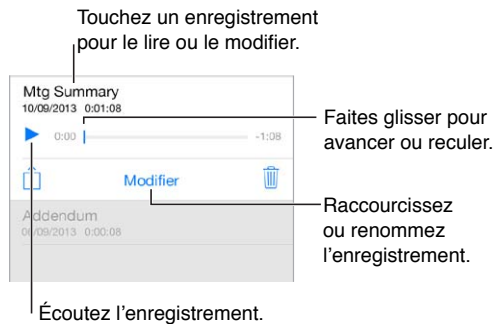 Touchez un enregistrement
pour le lire ou le modifier.
Mtg Summary
10/09/2013 0:01:08
0:00 -1:08
Faites glisser pour
avancer ou reculer.
Modifier
Raccourcissez
ou renommez
l'enregistrement.
Addendum
06/09/2013 0:00:08
Écoutez l'enregistrement.